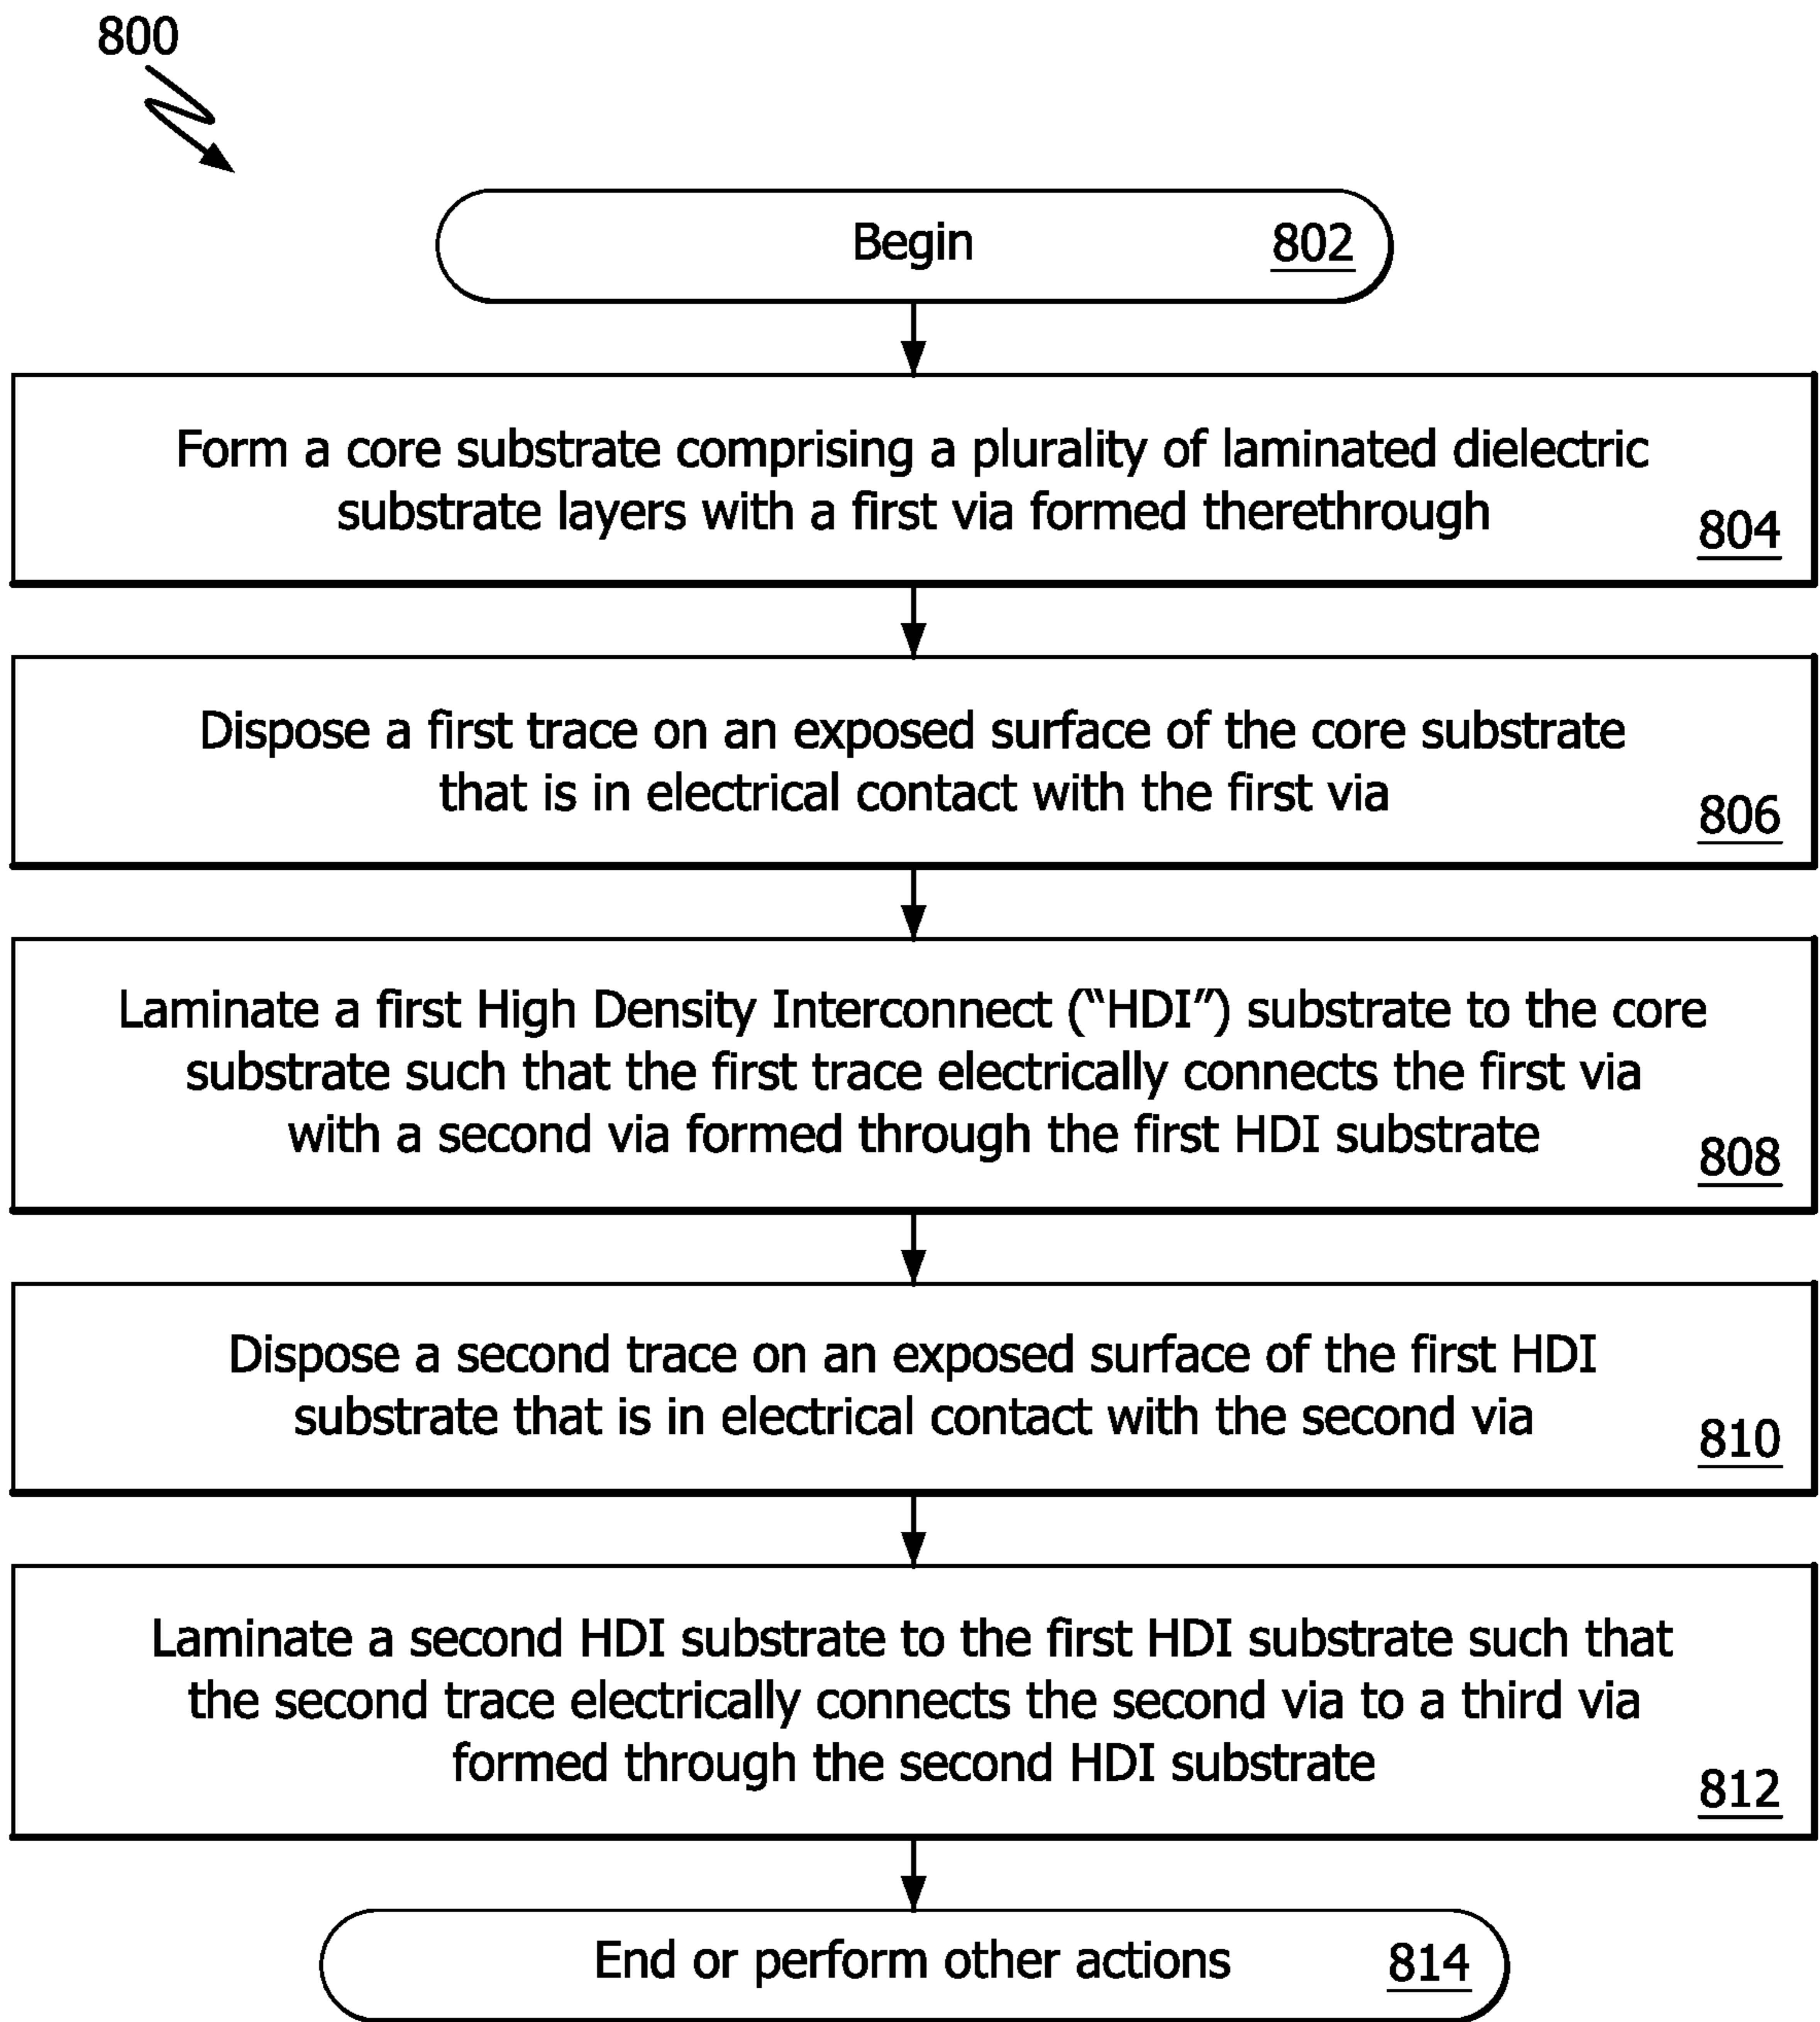 800
Begin 802
Form a core substrate comprising a plurality of laminated dielectric
substrate layers with a first via formed therethrough
804
Dispose a first trace on an exposed surface of the core substrate
that is in electrical contact with the first via
806
Laminate a first High Density Interconnect (“HDI”) substrate to the core
substrate such that the first trace electrically connects the first via
with a second via formed through the first HDI substrate
808
Dispose a second trace on an exposed surface of the first HDI
substrate that is in electrical contact with the second via
810
Laminate a second HDI substrate to the first HDI substrate such that
the second trace electrically connects the second via to a third via
formed through the second HDI substrate
812
End or perform other actions 814